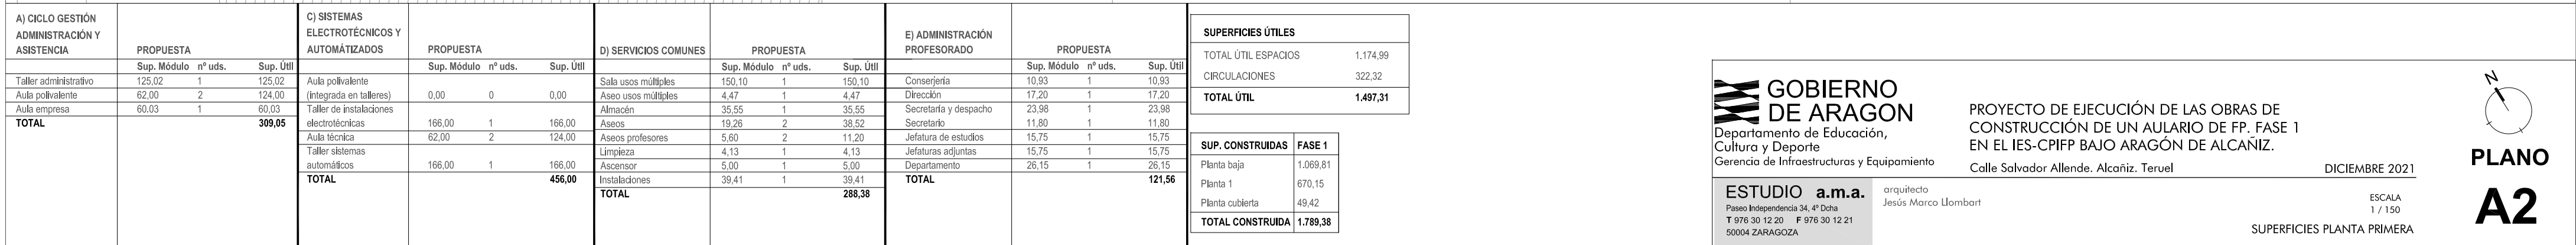 A) CICLO GESTIÓN
ADMINISTRACIÓN Y
ASISTENCIA PROPUESTA
Sup. Módulo nº uds. Sup. Útil
Taller administrativo 125,02 1 125,02
Aula polivalente 62,00 2 124,00
Aula empresa 60.03 1 60,03
TOTAL 309,05
C) SISTEMAS
ELECTROTÉCNICOS Y
AUTOMÁTIZADOS PROPUESTA
Sup. Módulo nº uds. Sup. Útil
Aula polivalente
(integrada en talleres) 0,00 0 0,00
Taller de instalaciones
electrotécnicas 166,00 1 166,00
Aula técnica 62,00 2 124,00
Taller sistemas
automáticos 166,00 1 166,00
TOTAL 456,00
D) SERVICIOS COMUNES PROPUESTA
Sup. Módulo nº uds. Sup. Útil
Sala usos múltiples 150,10 1 150,10
Aseo usos múltiples 4,47 1 4,47
Almacén 35,55 1 35,55
Aseos 19,26 2 38,52
Aseos profesores 5,60 2 11,20
Limpieza 4,13 1 4,13
Ascensor 5,00 1 5,00
Instalaciones 39,41 1 39,41
TOTAL 288,38
E) ADMINISTRACIÓN
PROFESORADO PROPUESTA
Sup. Módulo nº uds. Sup. Útil
Conserjería 10,93 1 10,93
Dirección 17,20 1 17,20
Secretaría y despacho 23,98 1 23,98
Secretario 11,80 1 11,80
Jefatura de estudios 15,75 1 15,75
Jefaturas adjuntas 15,75 1 15,75
Departamento 26,15 1 26,15
TOTAL 121,56
SUPERFICIES ÚTILES
TOTAL ÚTIL ESPACIOS 1.174,99
CIRCULACIONES 322,32
TOTAL ÚTIL 1.497,31
SUP. CONSTRUIDAS FASE 1
Planta baja 1.069,81
Planta 1 670,15
Planta cubierta 49,42
TOTAL CONSTRUIDA 1.789,38
GOBIERNO
DE ARAGON
Departamento de Educación,
Cultura y Deporte
Gerencia de Infraestructuras y Equipamiento
PROYECTO DE EJECUCIÓN DE LAS OBRAS DE
CONSTRUCCIÓN DE UN AULARIO DE FP. FASE 1
EN EL IES-CPIFP BAJO ARAGÓN DE ALCAÑIZ.
Calle Salvador Allende. Alcañiz. Teruel DICIEMBRE 2021
ESTUDIO a.m.a.
Paseo Independencia 34, 4º Dcha
T 976 30 12 20 F 976 30 12 21
50004 ZARAGOZA
arquitecto
Jesús Marco Llombart
ESCALA
1 / 150
SUPERFICIES PLANTA PRIMERA
N
PLANO
A2